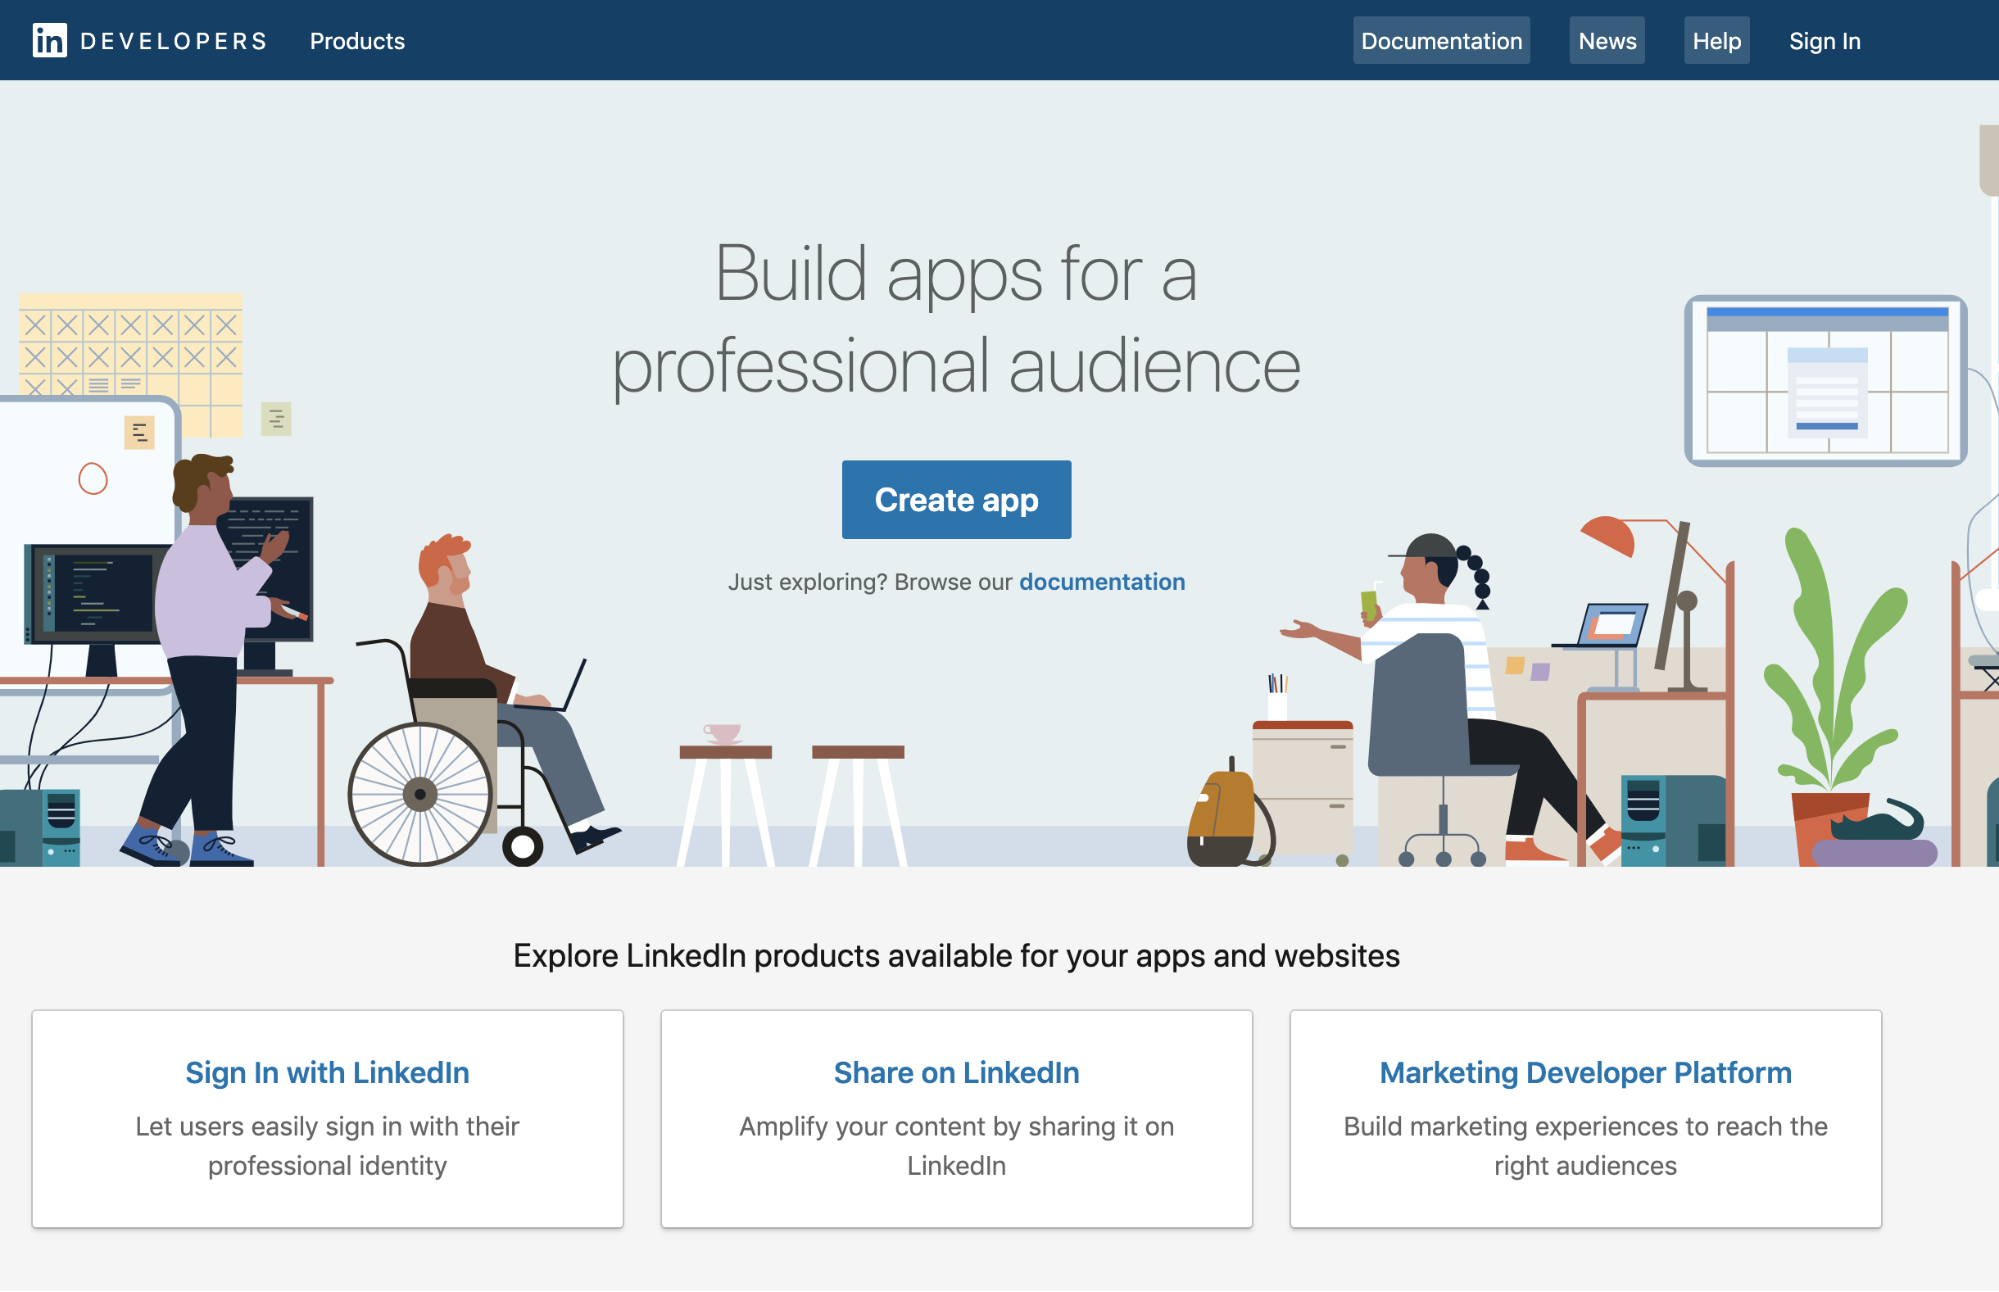 in DEVELOPERS Products Documentation News Help Sign In
Build apps for a
professional audience
Create app
Just exploring? Browse our documentation
Explore LinkedIn products available for your apps and websites
Sign In with LinkedIn
Let users easily sign in with their
professional identity
Share on LinkedIn
Amplify your content by sharing it on
LinkedIn
Marketing Developer Platform
Build marketing experiences to reach the
right audiences